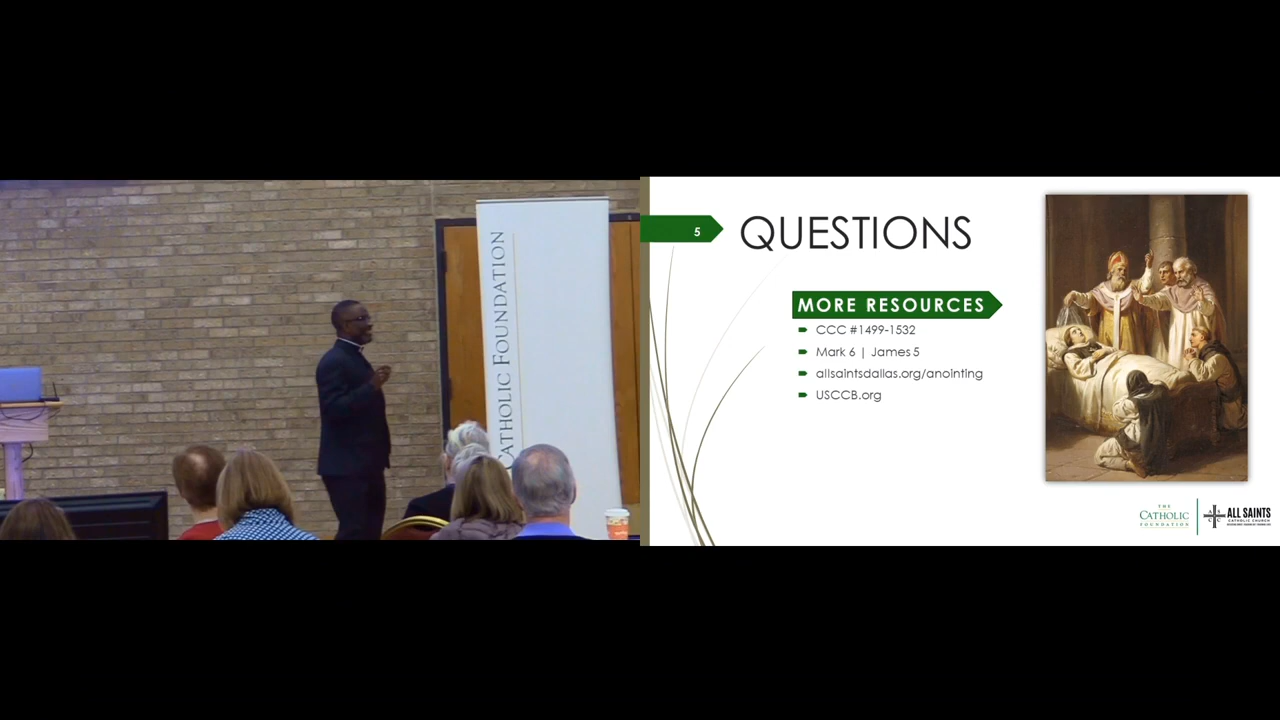 CATHOLIC FOUNDATION
5
QUESTIONS
MORE RESOURCES
CCC #1499-1532
Mark 6 | James 5
allsaintsdallas.org/anointing
USCCB.org
THE
CATHOLIC
FOUNDATION
ALL SAINTS
CATHOLIC CHURCH